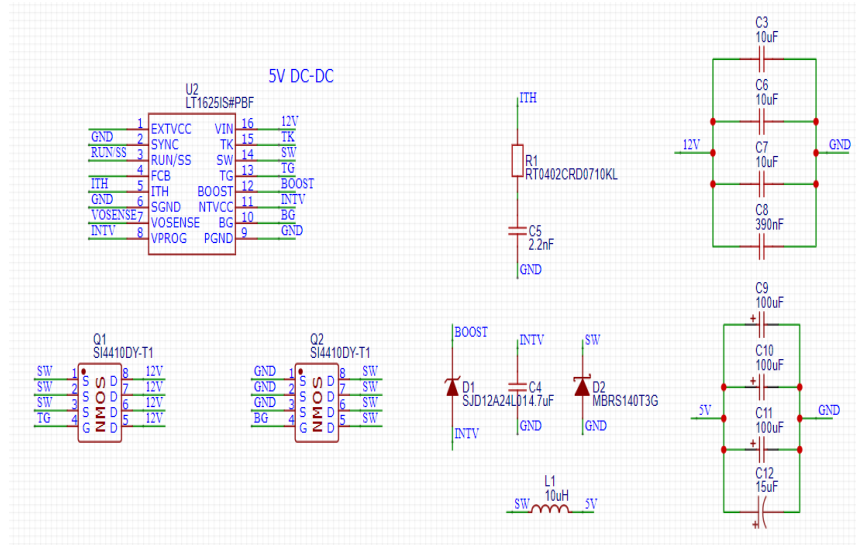 5V DC-DC
U2
LT1625IS#PBF
1 EXTVCC VIN 16 12V
GND 2 SYNC TK 15 TK
RUN/SS 3 RUN/SS SW 14 SW
4 FCB TG 13 TG
ITH 5 ITH BOOST 12 BOOST
GND 6 SGND NTVCC 11 INTV
VOSENSE 7 VOSENSE BG 10 BG
INTV 8 VPROG PGND 9 GND
ITH
R1
RT0402CRD0710KL
C5
2.2nF
GND
C3
10uF
C6
10uF
12V GND
C7
10uF
C8
390nF
Q1
SI4410DY-T1
SW 1 S D 8 12V
SW 2 S D 7 12V
SW 3 S D 6 12V
TG 4 G D 5 12V
NMOS
Q2
SI4410DY-T1
GND 1 S D 8 SW
GND 2 S D 7 SW
GND 3 S D 6 SW
BG 4 G D 5 SW
NMOS
BOOST
D1
SJD12A24L01
INTV
INTV
C4
4.7uF
GND
SW
D2
MBRS140T3G
GND
L1
10uH
SW 5V
C9
100uF
+
C10
100uF
+
5V GND
C11
100uF
+
C12
15uF
+